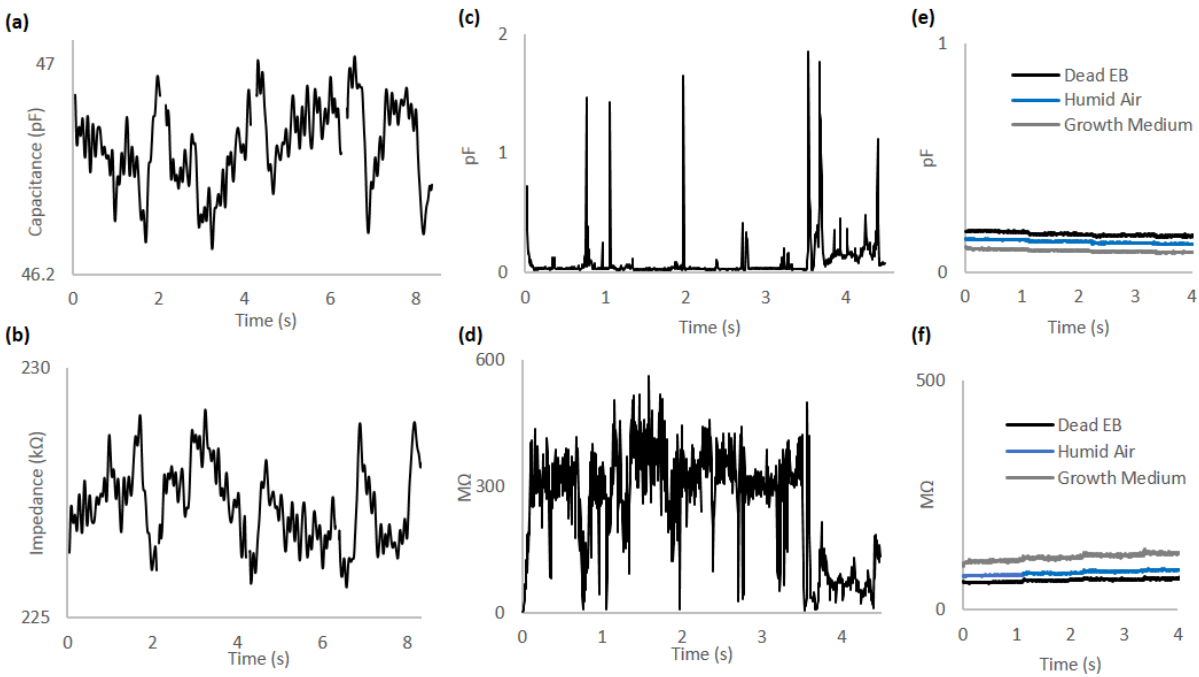 (a)
47
Capacitance (pF)
46.2
0 2 4 6 8
Time (s)
(b)
230
Impedance (kΩ)
225
0 2 4 6 8
Time (s)
(c)
2
pF
1
0
0 1 2 3 4
Time (s)
(d)
600
MΩ
300
0
0 1 2 3 4
Time (s)
(e)
1
Dead EB
Humid Air
Growth Medium
pF
0
0 1 2 3 4
Time (s)
(f)
500
Dead EB
Humid Air
Growth Medium
MΩ
0
0 1 2 3 4
Time (s)